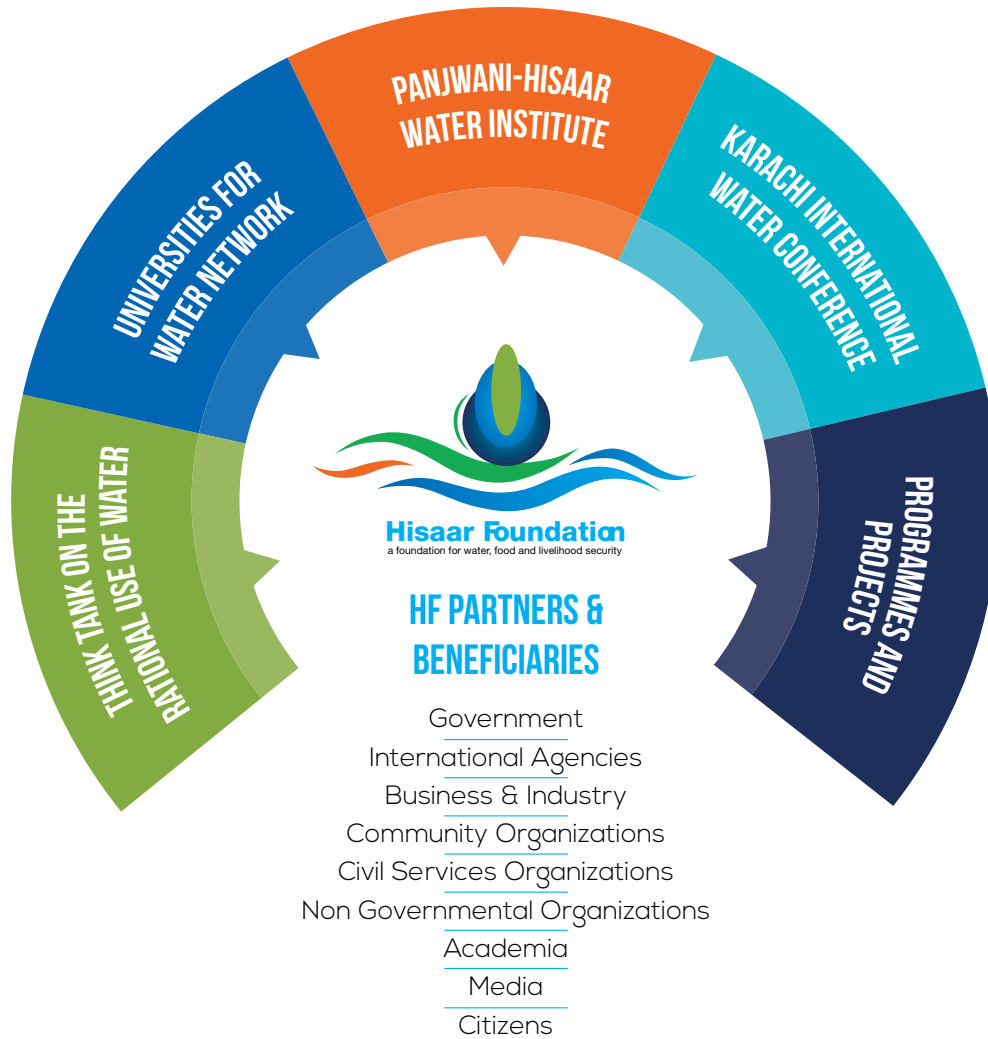 THINK TANK ON THE
RATIONAL USE OF WATER
UNIVERSITIES FOR
WATER NETWORK
PANJWANI-HISAAR
WATER INSTITUTE
KARACHI INTERNATIONAL
WATER CONFERENCE
PROGRAMMES AND
PROJECTS
Hisaar Foundation
a foundation for water, food and livelihood security
HF PARTNERS &
BENEFICIARIES
Government
International Agencies
Business & Industry
Community Organizations
Civil Services Organizations
Non Governmental Organizations
Academia
Media
Citizens